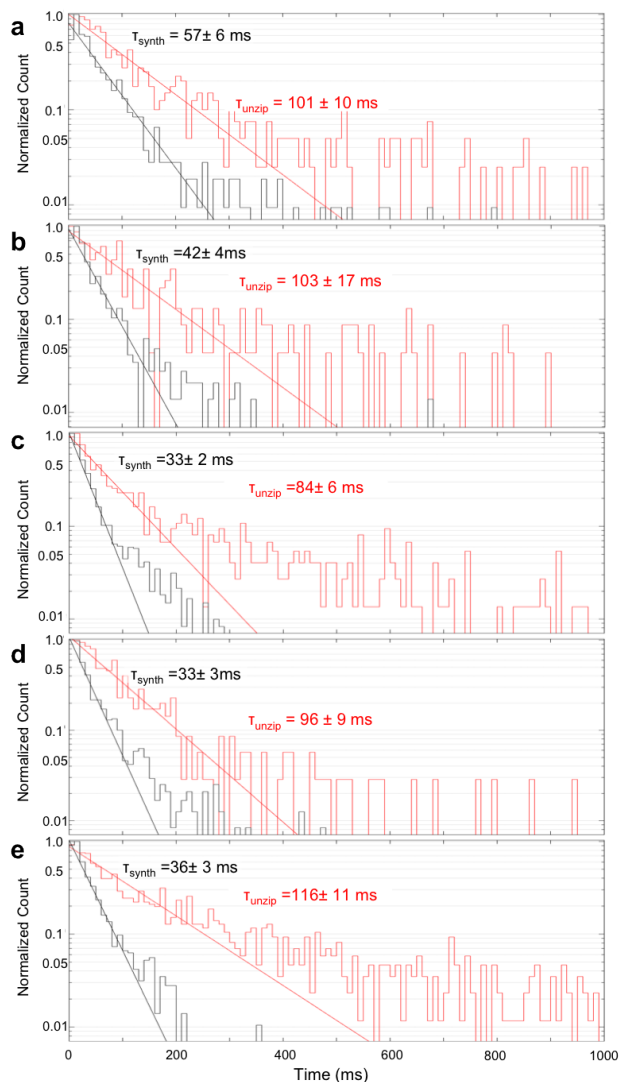 a
1.0
0.5
0.1
0.05
0.01
Normalized Count
τsynth = 57± 6 ms
τunzip = 101 ± 10 ms
b
1.0
0.5
0.1
0.05
0.01
Normalized Count
τsynth =42± 4ms
τunzip = 103 ± 17 ms
c
1.0
0.5
0.1
0.05
0.01
Normalized Count
τsynth =33± 2 ms
τunzip =84± 6 ms
d
1.0
0.5
0.1
0.05
0.01
Normalized Count
τsynth =33± 3ms
τunzip = 96 ± 9 ms
e
1.0
0.5
0.1
0.05
0.01
Normalized Count
τsynth =36± 3 ms
τunzip =116± 11 ms
0 200 400 600 800 1000
Time (ms)